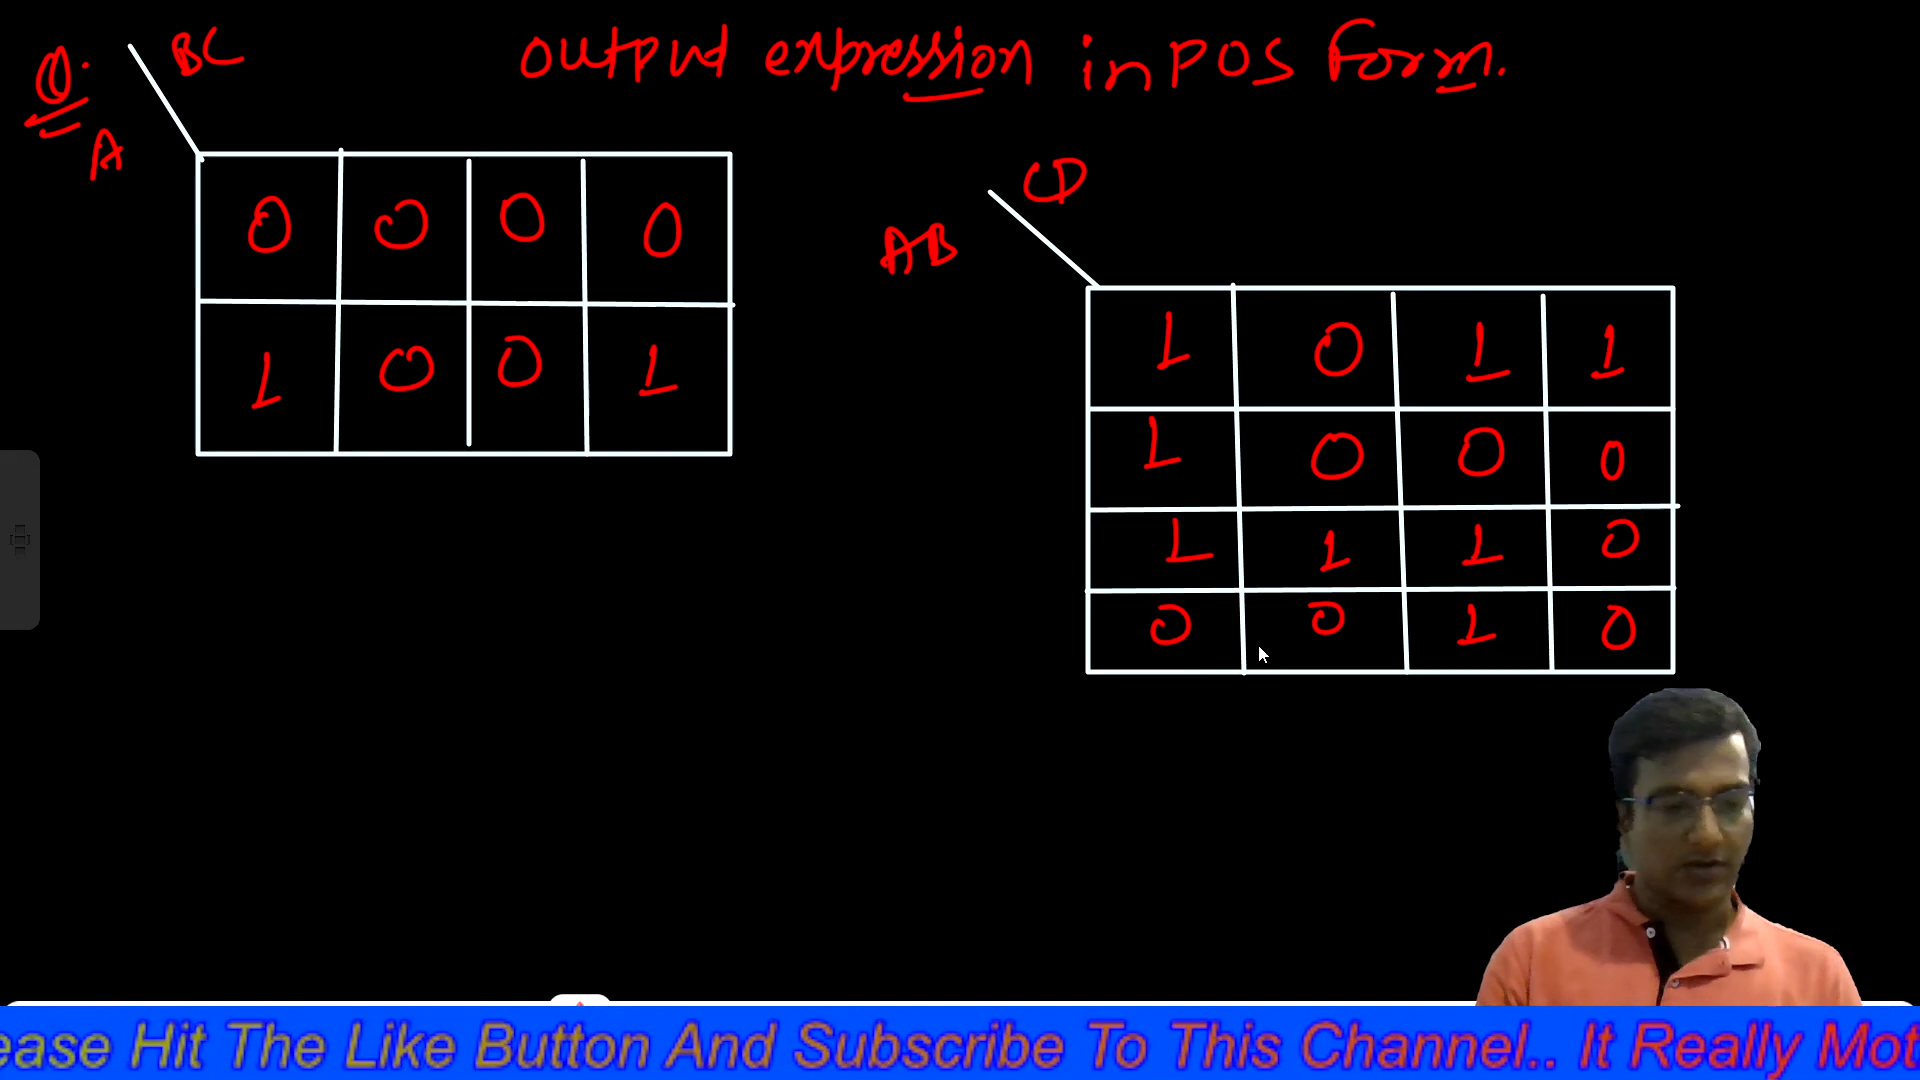 Q. BC output expression in POS form.
A
0 0 0 0
1 0 0 1
CD
AB
1 0 1 1
1 0 0 0
1 1 1 0
0 0 1 0
ease Hit The Like Button And Subscribe To This Channel.. It Really Mot